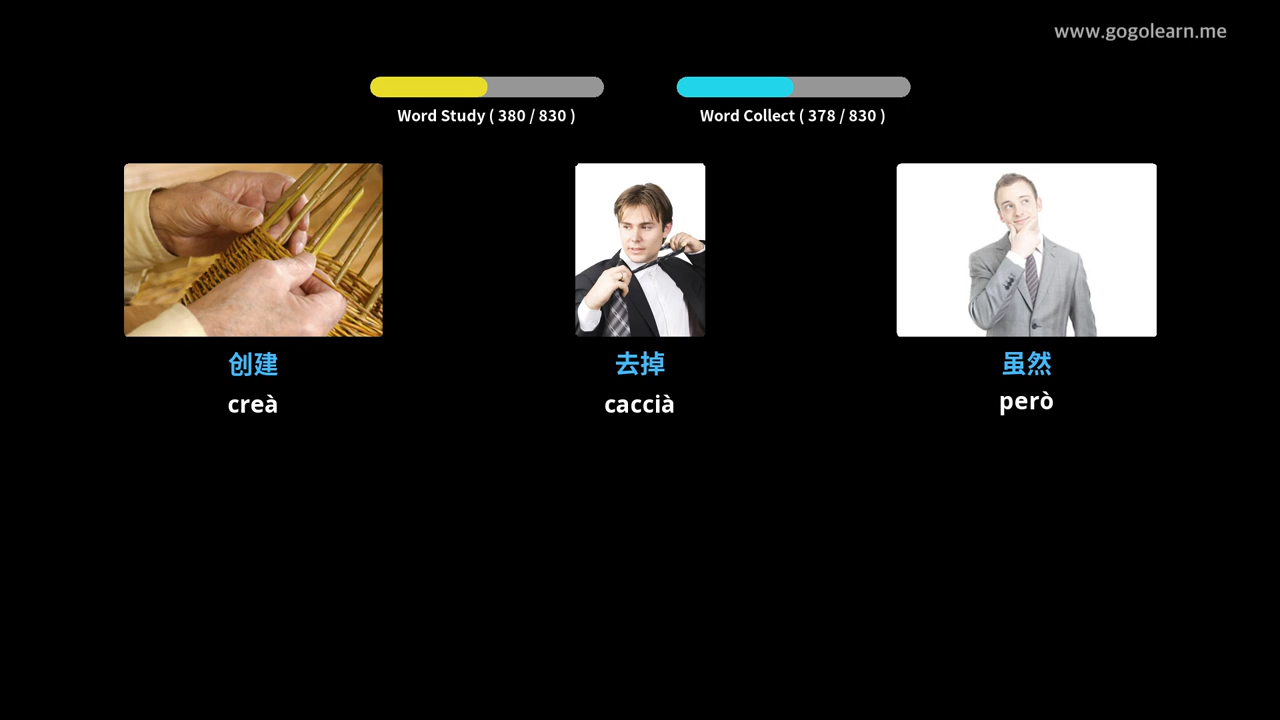 www.gogolearn.me
Word Study ( 380 / 830 )
Word Collect ( 378 / 830 )
创建
去掉
虽然
creà
caccià
però